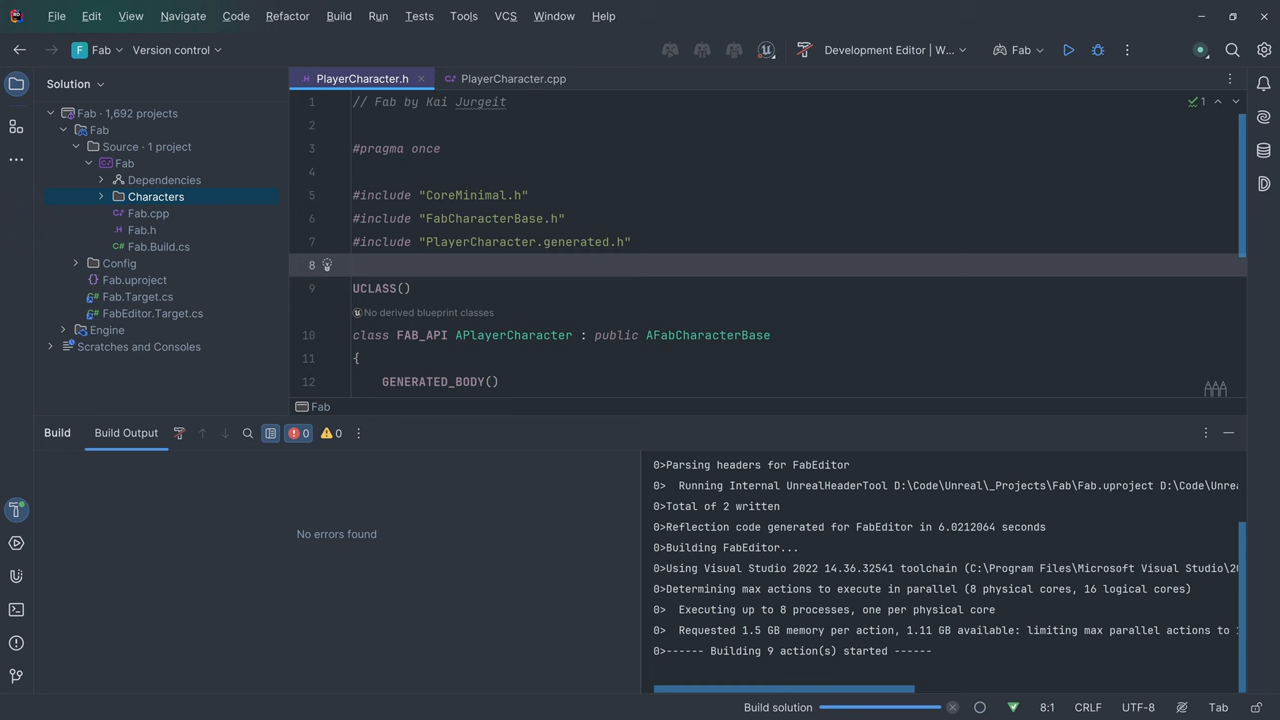 File Edit View Navigate Code Refactor Build Run Tests Tools VCS Window Help
F Fab Version control Development Editor | W... Fab
Solution
PlayerCharacter.h
PlayerCharacter.cpp
Fab · 1,692 projects
Fab
Source · 1 project
Fab
Dependencies
Characters
Fab.cpp
Fab.h
Fab.Build.cs
Config
Fab.uproject
Fab.Target.cs
FabEditor.Target.cs
Engine
Scratches and Consoles
1 // Fab by Kai Jurgeit
1
2
3 #pragma once
4
5 #include "CoreMinimal.h"
6 #include "FabCharacterBase.h"
7 #include "PlayerCharacter.generated.h"
8
9 UCLASS()
No derived blueprint classes
10 class FAB_API APlayerCharacter : public AFabCharacterBase
11 {
12 GENERATED_BODY()
Fab
Build Build Output 0 0
No errors found
0>Parsing headers for FabEditor
0> Running Internal UnrealHeaderTool D:\Code\Unreal\_Projects\Fab\Fab.uproject D:\Code\Unre
0>Total of 2 written
0>Reflection code generated for FabEditor in 6.0212064 seconds
0>Building FabEditor...
0>Using Visual Studio 2022 14.36.32541 toolchain (C:\Program Files\Microsoft Visual Studio\20
0>Determining max actions to execute in parallel (8 physical cores, 16 logical cores)
0> Executing up to 8 processes, one per physical core
0> Requested 1.5 GB memory per action, 1.11 GB available: limiting max parallel actions to 1
0>------ Building 9 action(s) started ------
Build solution 8:1 CRLF UTF-8 Tab